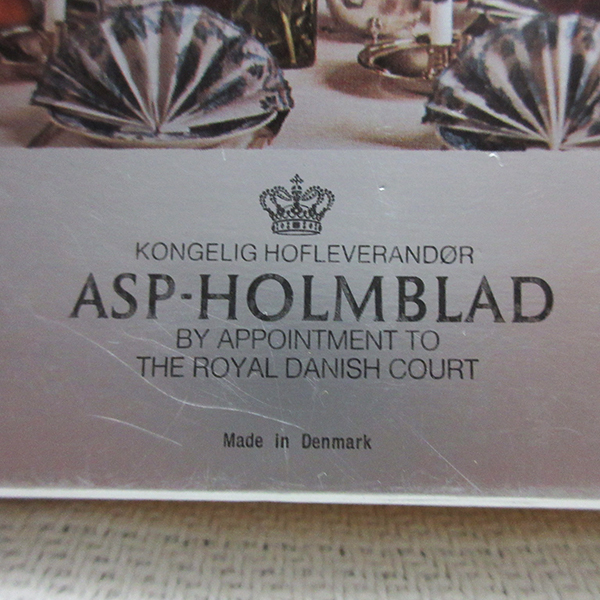 KONGELIG HOFLEVERANDØR
ASP-HOLMBLAD
BY APPOINTMENT TO
THE ROYAL DANISH COURT
Made in Denmark